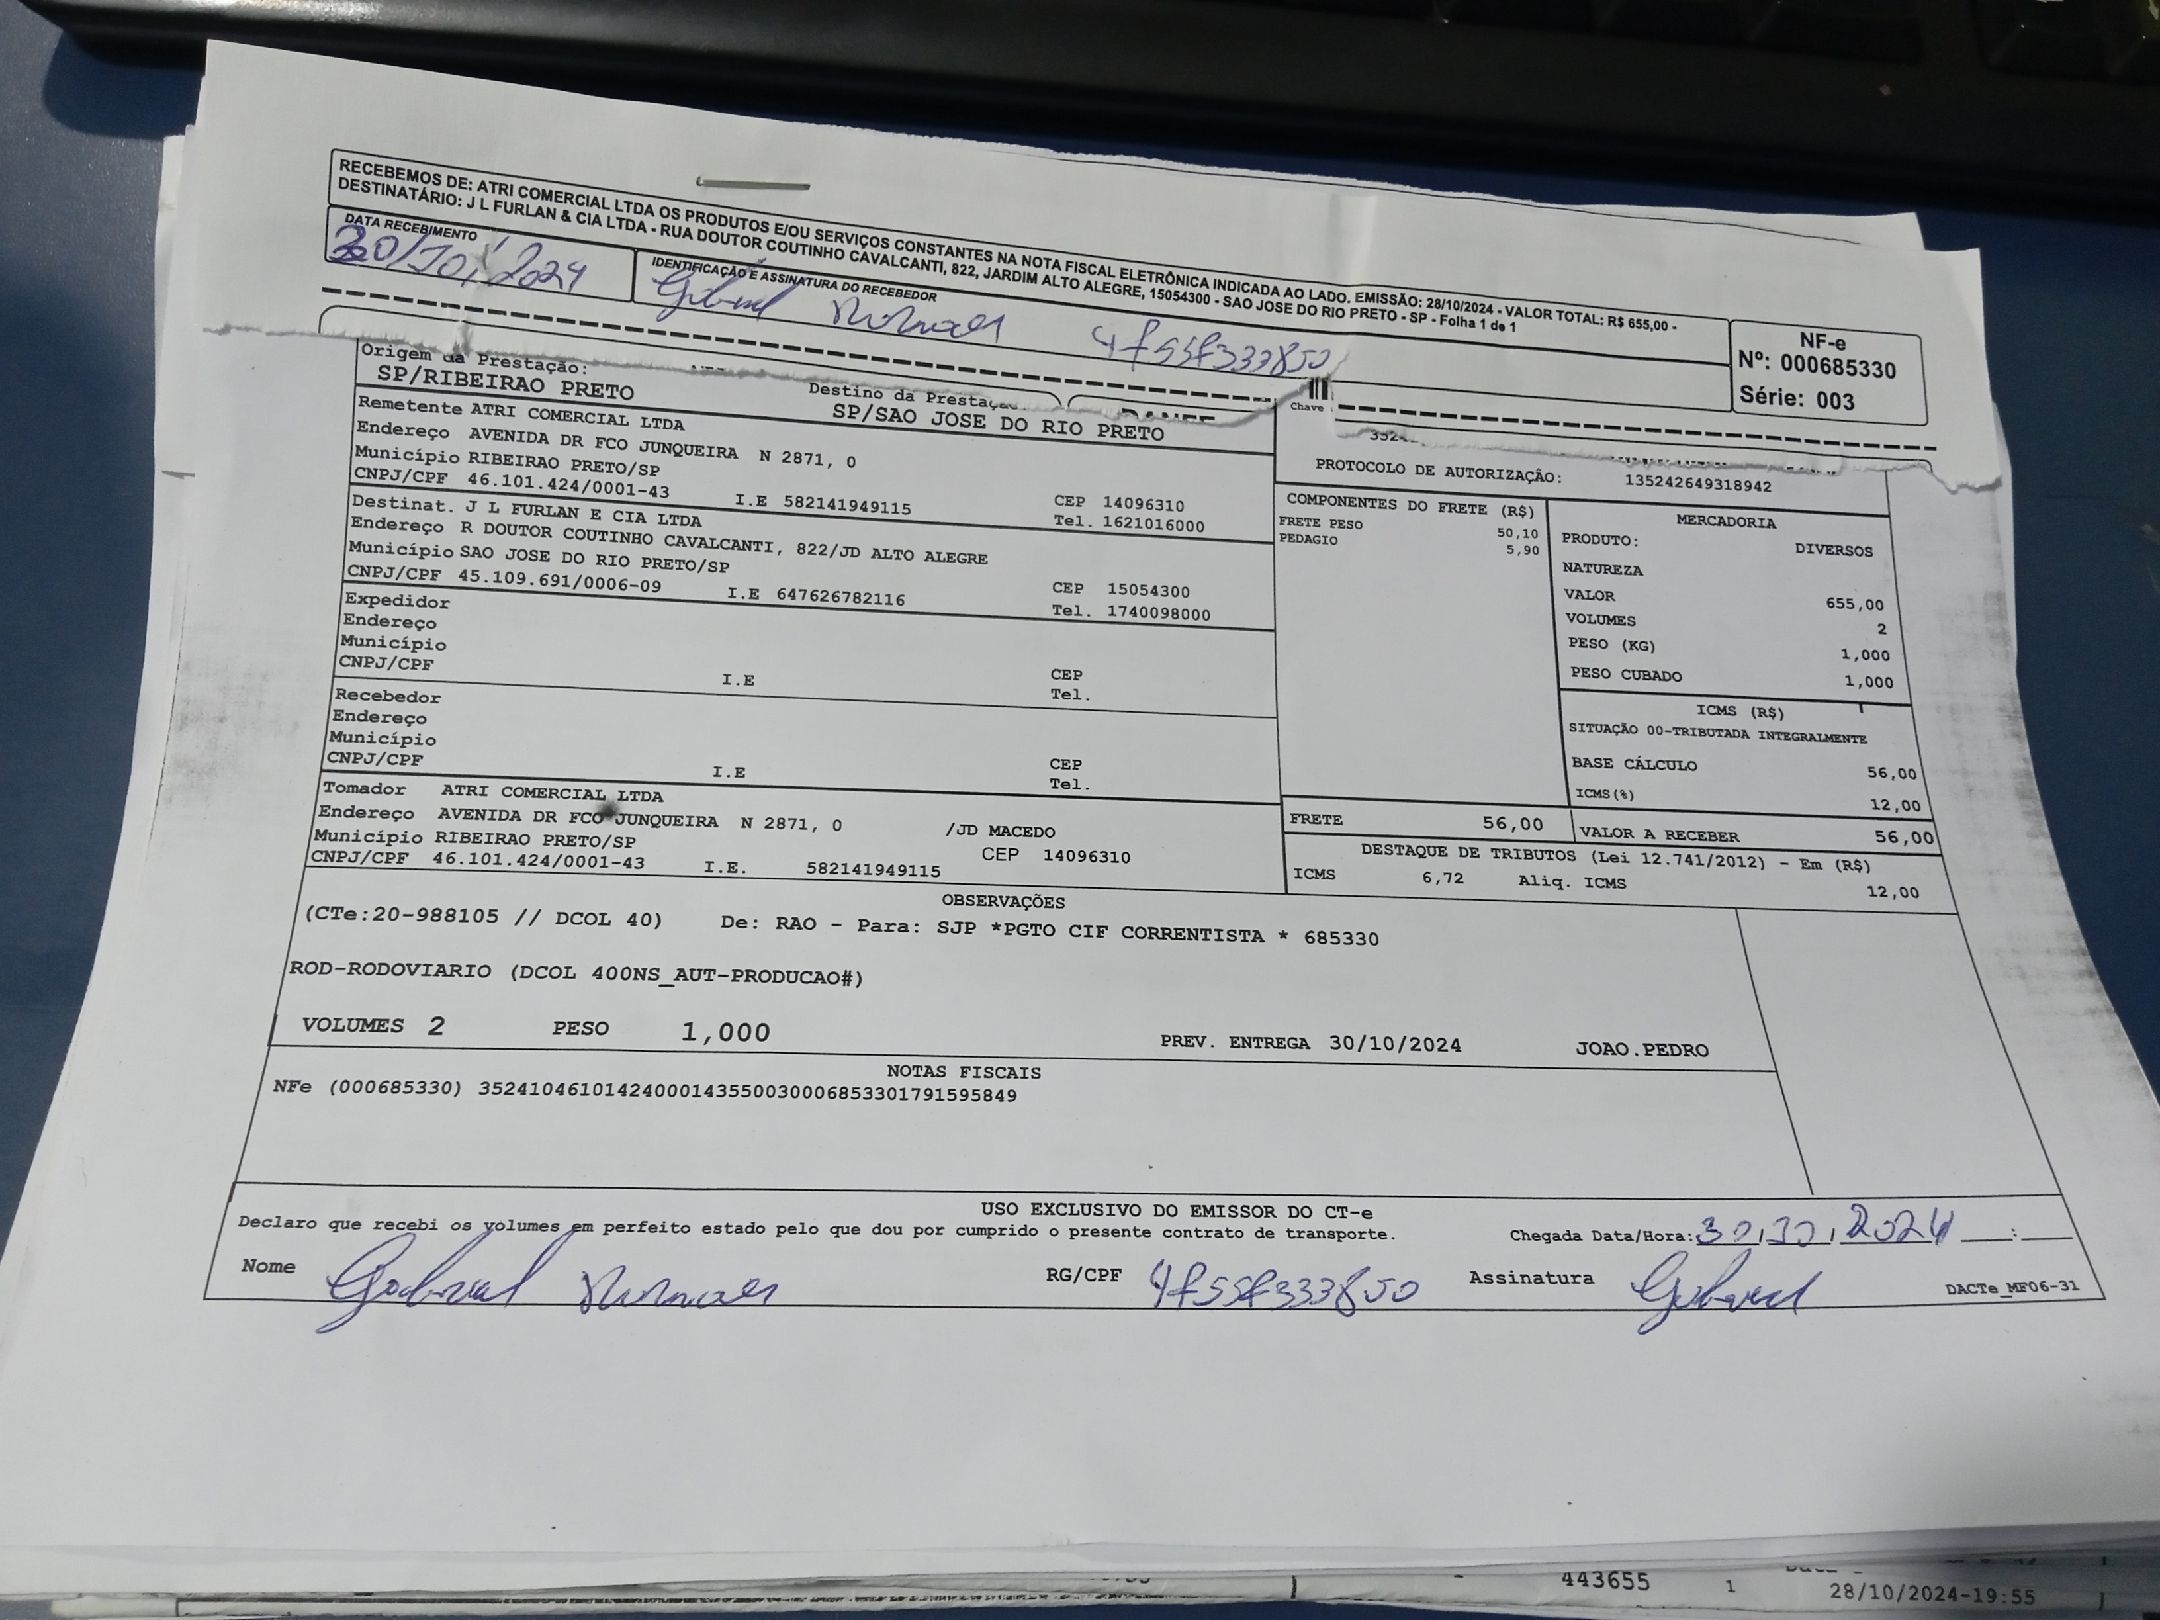 RECEBEMOS DE: ATRI COMERCIAL LTDA OS PRODUTOS E/OU SERVIÇOS CONSTANTES NA NOTA FISCAL ELETRÔNICA INDICADA AO LADO. EMISSÃO: 28/10/2024 - VALOR TOTAL: R$ 655,00 -
DESTINATÁRIO: J L FURLAN & CIA LTDA - RUA DOUTOR COUTINHO CAVALCANTI, 822, JARDIM ALTO ALEGRE, 15054300 - SAO JOSE DO RIO PRETO - SP - Folha 1 de 1
DATA RECEBIMENTO
30/10/2024
IDENTIFICAÇÃO E ASSINATURA DO RECEBEDOR
Gabriel
NF-e
Nº: 000685330
Série: 003
Origem da Prestação:
SP/RIBEIRAO PRETO
Destino da Prestação
SP/SAO JOSE DO RIO PRETO
Chave
PROTOCOLO DE AUTORIZAÇÃO: 135242649318942
Remetente ATRI COMERCIAL LTDA
Endereço AVENIDA DR FCO JUNQUEIRA N 2871, 0
Município RIBEIRAO PRETO/SP
CNPJ/CPF 46.101.424/0001-43 I.E 582141949115 CEP 14096310
Tel. 1621016000
Destinat. J L FURLAN E CIA LTDA
Endereço R DOUTOR COUTINHO CAVALCANTI, 822/JD ALTO ALEGRE
Município SAO JOSE DO RIO PRETO/SP
CNPJ/CPF 45.109.691/0006-09 I.E 647626782116 CEP 15054300
Tel. 1740098000
Expedidor
Endereço
Município
CNPJ/CPF I.E CEP
Tel.
Recebedor
Endereço
Município
CNPJ/CPF I.E CEP
Tel.
Tomador ATRI COMERCIAL LTDA
Endereço AVENIDA DR FCO JUNQUEIRA N 2871, 0 /JD MACEDO
Município RIBEIRAO PRETO/SP CEP 14096310
CNPJ/CPF 46.101.424/0001-43 I.E. 582141949115
COMPONENTES DO FRETE (R$)
FRETE PESO 50,10
PEDAGIO 5,90
MERCADORIA
PRODUTO: DIVERSOS
NATUREZA
VALOR 655,00
VOLUMES 2
PESO (KG) 1,000
PESO CUBADO 1,000
ICMS (R$)
SITUAÇÃO 00-TRIBUTADA INTEGRALMENTE
BASE CÁLCULO 56,00
ICMS(%) 12,00
FRETE 56,00
VALOR A RECEBER 56,00
DESTAQUE DE TRIBUTOS (Lei 12.741/2012) - Em (R$)
ICMS 6,72 Aliq. ICMS 12,00
OBSERVAÇÕES
(CTe:20-988105 // DCOL 40) De: RAO - Para: SJP *PGTO CIF CORRENTISTA * 685330
ROD-RODOVIARIO (DCOL 400NS_AUT-PRODUCAO#)
VOLUMES 2 PESO 1,000 PREV. ENTREGA 30/10/2024 JOAO.PEDRO
NOTAS FISCAIS
NFe (000685330) 35241046101424000143550030006853301791595849
USO EXCLUSIVO DO EMISSOR DO CT-e
Declaro que recebi os volumes em perfeito estado pelo que dou por cumprido o presente contrato de transporte.
Chegada Data/Hora: 30,10,2024 __:__
Nome Gabriel
RG/CPF
Assinatura Gabriel
DACTe_MF06-31
443655 1 28/10/2024-19:55